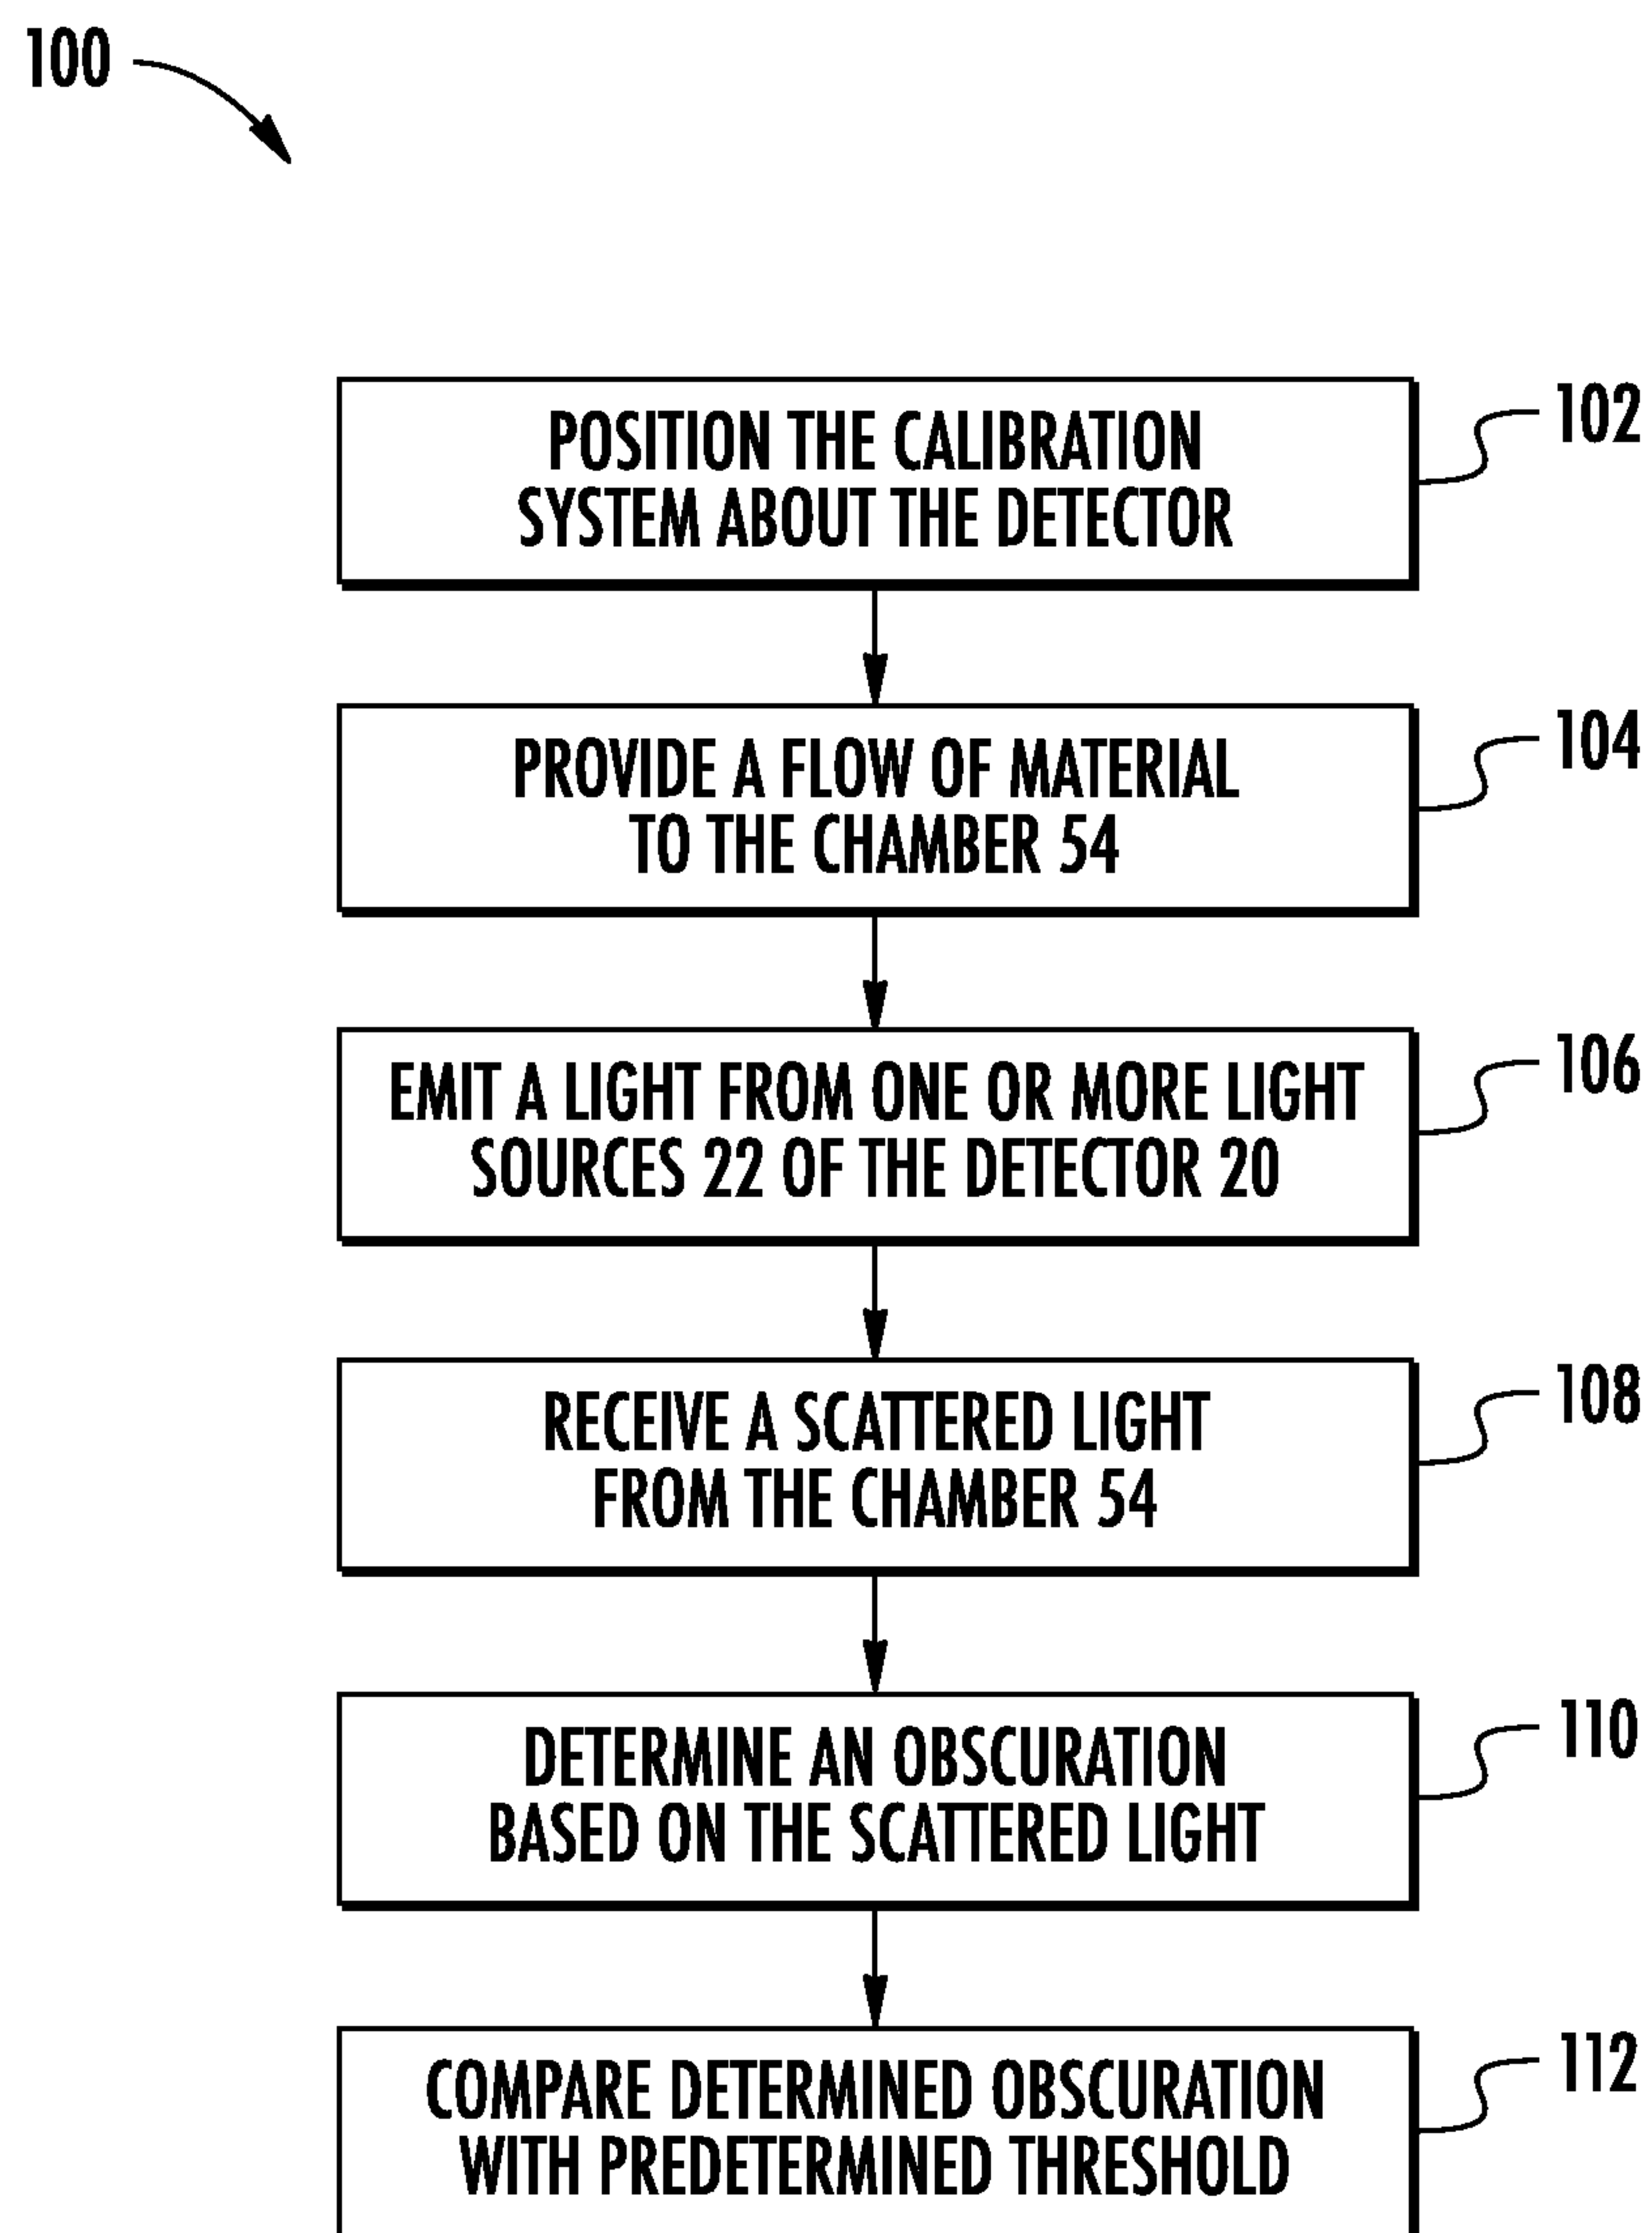 100
POSITION THE CALIBRATION
SYSTEM ABOUT THE DETECTOR
102
PROVIDE A FLOW OF MATERIAL
TO THE CHAMBER 54
104
EMIT A LIGHT FROM ONE OR MORE LIGHT
SOURCES 22 OF THE DETECTOR 20
106
RECEIVE A SCATTERED LIGHT
FROM THE CHAMBER 54
108
DETERMINE AN OBSCURATION
BASED ON THE SCATTERED LIGHT
110
COMPARE DETERMINED OBSCURATION
WITH PREDETERMINED THRESHOLD
112